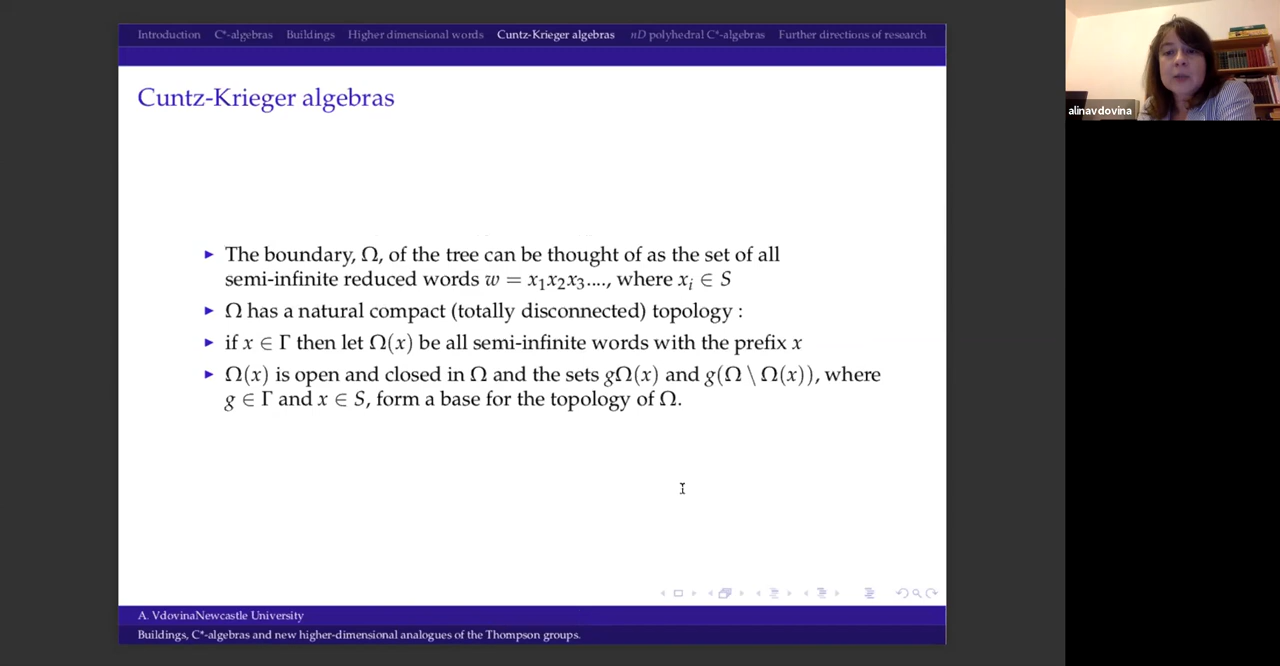 Introduction C*-algebras Buildings Higher dimensional words Cuntz-Krieger algebras nD polyhedral C*-algebras Further directions of research
Cuntz-Krieger algebras
The boundary, Ω, of the tree can be thought of as the set of all
semi-infinite reduced words w = x₁x₂x₃...., where xᵢ ∈ S
Ω has a natural compact (totally disconnected) topology :
if x ∈ Γ then let Ω(x) be all semi-infinite words with the prefix x
Ω(x) is open and closed in Ω and the sets gΩ(x) and g(Ω \ Ω(x)), where
g ∈ Γ and x ∈ S, form a base for the topology of Ω.
A. VdovinaNewcastle University
Buildings, C*-algebras and new higher-dimensional analogues of the Thompson groups.
alinavdovina